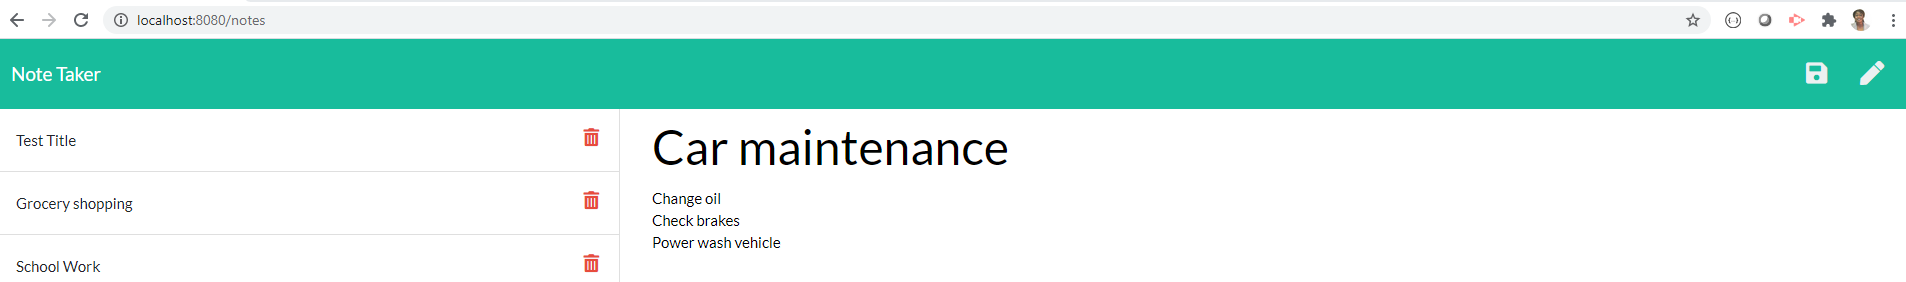 localhost:8080/notes
Note Taker
Test Title
Grocery shopping
School Work
Car maintenance
Change oil
Check brakes
Power wash vehicle